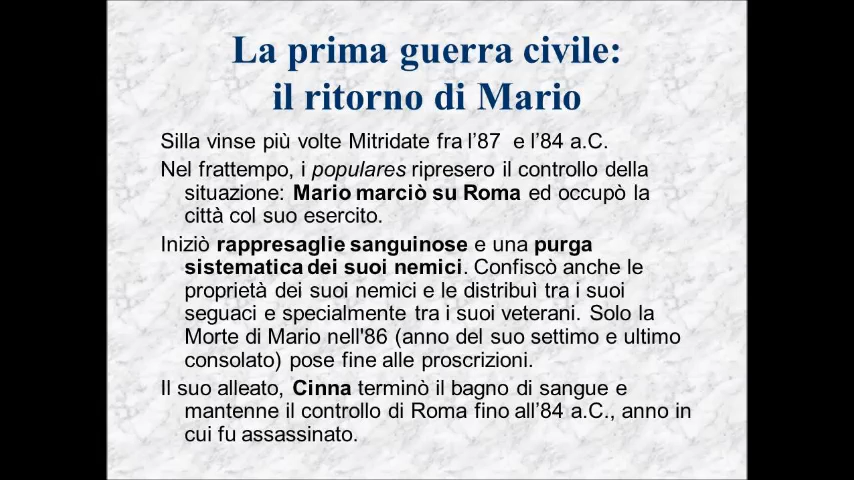 La prima guerra civile:
il ritorno di Mario
Silla vinse più volte Mitridate fra l'87 e l'84 a.C.
Nel frattempo, i populares ripresero il controllo della
situazione: Mario marciò su Roma ed occupò la
città col suo esercito.
Iniziò rappresaglie sanguinose e una purga
sistematica dei suoi nemici. Confiscò anche le
proprietà dei suoi nemici e le distribuì tra i suoi
seguaci e specialmente tra i suoi veterani. Solo la
Morte di Mario nell'86 (anno del suo settimo e ultimo
consolato) pose fine alle proscrizioni.
Il suo alleato, Cinna terminò il bagno di sangue e
mantenne il controllo di Roma fino all'84 a.C., anno in
cui fu assassinato.